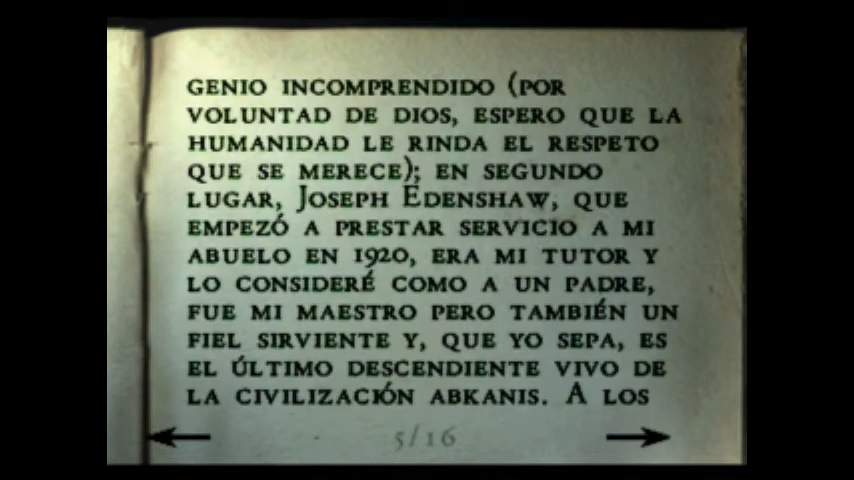 GENIO INCOMPRENDIDO (POR
VOLUNTAD DE DIOS, ESPERO QUE LA
HUMANIDAD LE RINDA EL RESPETO
QUE SE MERECE); EN SEGUNDO
LUGAR, JOSEPH EDENSHAW, QUE
EMPEZÓ A PRESTAR SERVICIO A MI
ABUELO EN 1920, ERA MI TUTOR Y
LO CONSIDERÉ COMO A UN PADRE,
FUE MI MAESTRO PERO TAMBIÉN UN
FIEL SIRVIENTE Y, QUE YO SEPA, ES
EL ÚLTIMO DESCENDIENTE VIVO DE
LA CIVILIZACIÓN ABKANIS. A LOS
5/16